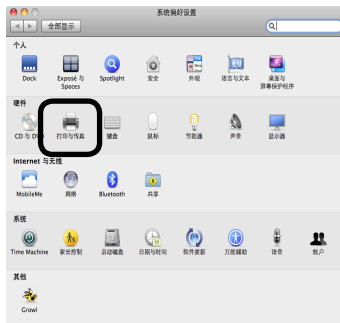 系统偏好设置
全部显示
个人
Dock
Exposé 与
Spaces
Spotlight
安全
外观
语言与文本
桌面与
屏幕保护程序
硬件
CD 与 DV
打印与传真
键盘
鼠标
节能器
声音
显示器
Internet 与无线
MobileMe
网络
Bluetooth
共享
系统
Time Machine
家长控制
启动磁盘
日期与时间
软件更新
万能辅助
语音
帐户
其他
Growl